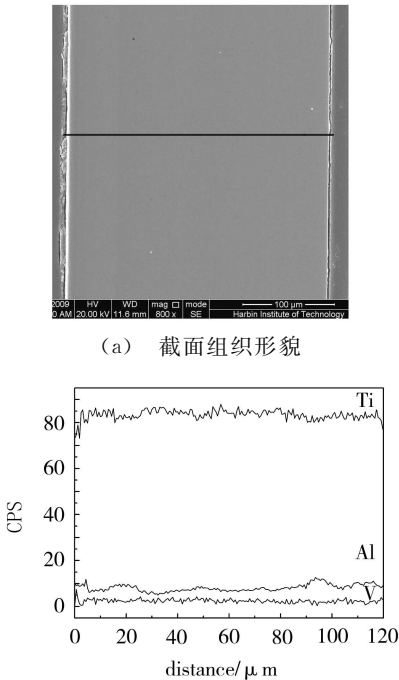 2009 HV WD mag □ mode 100 μm
0 AM 20.00 kV 11.6 mm 800 x SE Harbin Institute of Technology
(a) 截面组织形貌
Ti
80
60
CPS
40
Al
20
V
0
0 20 40 60 80 100 120
distance/μm